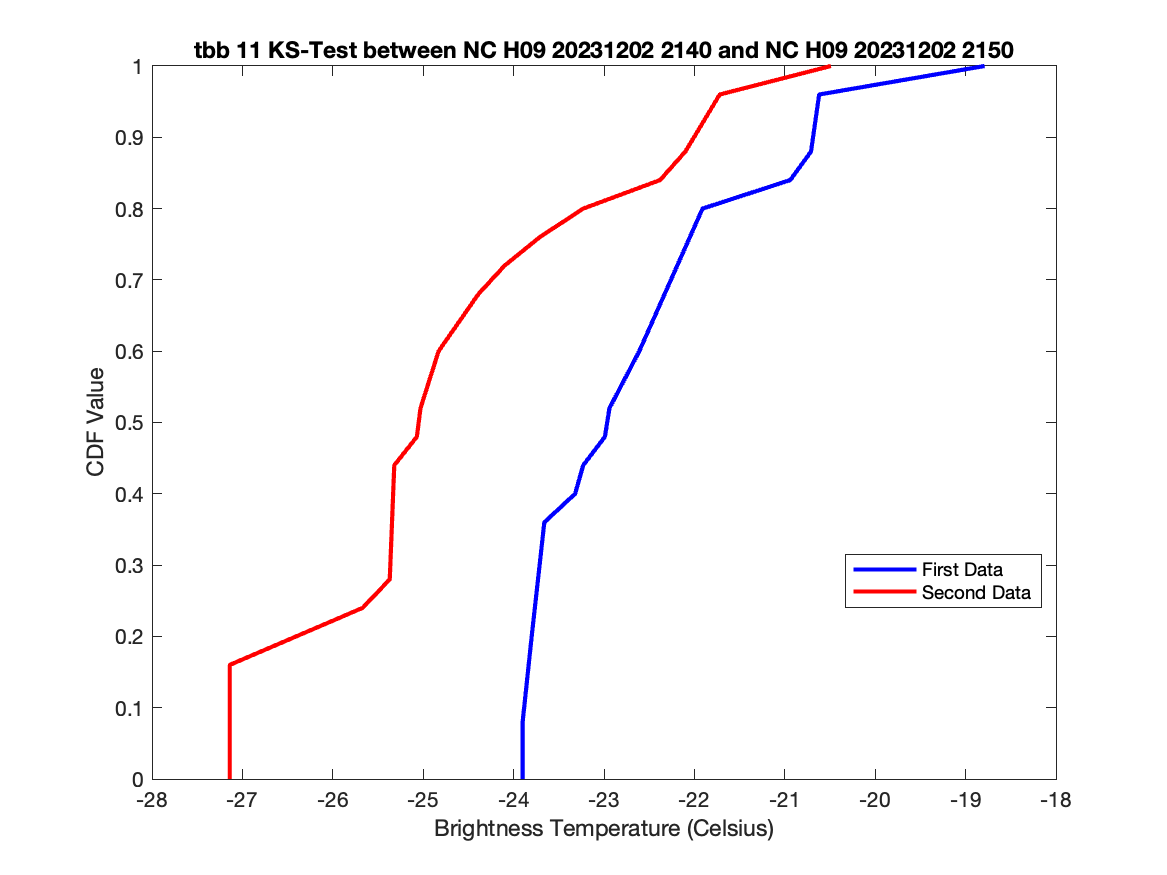 tbb 11 KS-Test between NC H09 20231202 2140 and NC H09 20231202 2150
1
0.9
0.8
0.7
0.6
0.5
0.4
0.3
0.2
0.1
0
CDF Value
First Data
Second Data
-28 -27 -26 -25 -24 -23 -22 -21 -20 -19 -18
Brightness Temperature (Celsius)